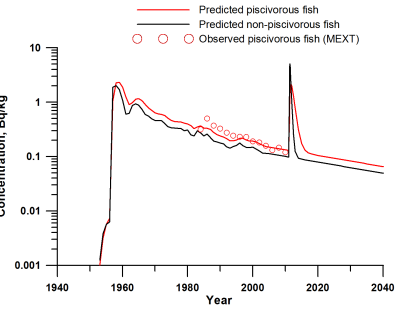 Predicted piscivorous fish
Predicted non-piscivorous fish
Observed piscivorous fish (MEXT)
Concentration, Bq/kg
10
1
0.1
0.01
0.001
1940
1960
1980
2000
2020
2040
Year